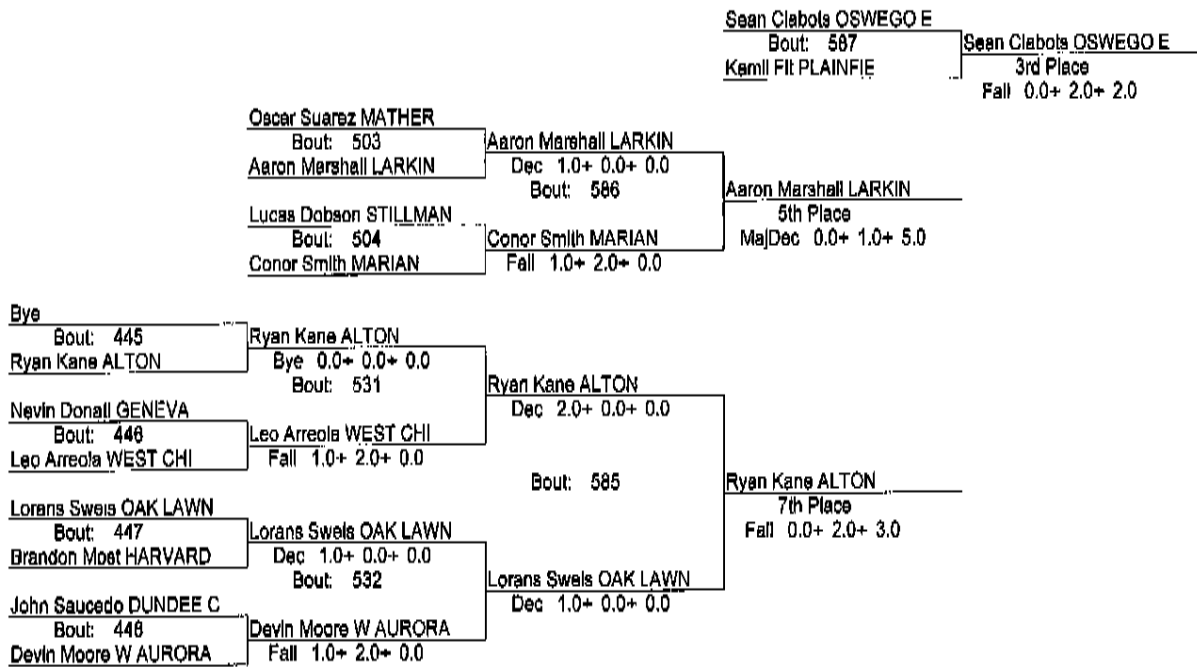 Sean Clabots OSWEGO E
Bout: 587
Kamil Fit PLAINFIE
Sean Clabots OSWEGO E
3rd Place
Fall 0.0+ 2.0+ 2.0
Oscar Suarez MATHER
Bout: 503
Aaron Marshall LARKIN
Aaron Marshall LARKIN
Dec 1.0+ 0.0+ 0.0
Bout: 586
Lucas Dobson STILLMAN
Bout: 504
Conor Smith MARIAN
Conor Smith MARIAN
Fall 1.0+ 2.0+ 0.0
Aaron Marshall LARKIN
5th Place
MajDec 0.0+ 1.0+ 5.0
Bye
Bout: 445
Ryan Kane ALTON
Ryan Kane ALTON
Bye 0.0+ 0.0+ 0.0
Bout: 531
Nevin Donall GENEVA
Bout: 446
Leo Arreola WEST CHI
Leo Arreola WEST CHI
Fall 1.0+ 2.0+ 0.0
Ryan Kane ALTON
Dec 2.0+ 0.0+ 0.0
Bout: 585
Lorans Sweis OAK LAWN
Bout: 447
Brandon Most HARVARD
Lorans Sweis OAK LAWN
Dec 1.0+ 0.0+ 0.0
Bout: 532
John Saucedo DUNDEE C
Bout: 448
Devin Moore W AURORA
Devin Moore W AURORA
Fall 1.0+ 2.0+ 0.0
Lorans Sweis OAK LAWN
Dec 1.0+ 0.0+ 0.0
Ryan Kane ALTON
7th Place
Fall 0.0+ 2.0+ 3.0